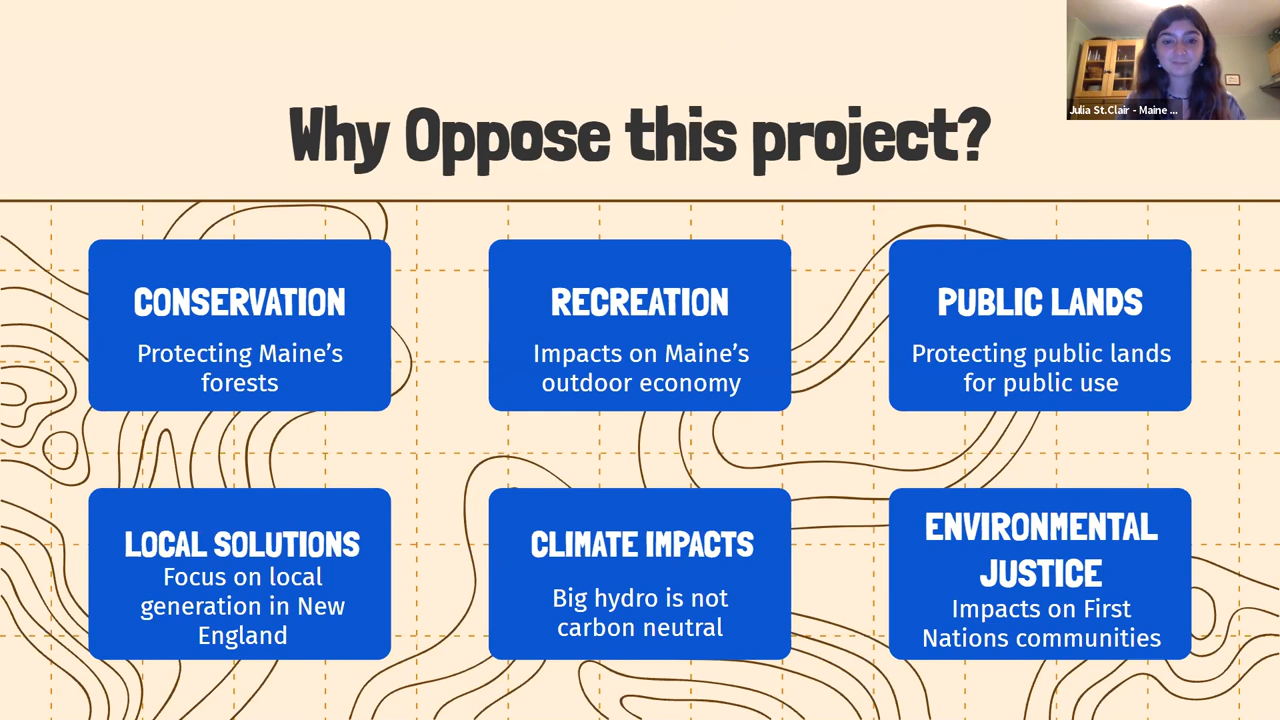 Julia St.Clair - Maine ...
Why Oppose this project?
CONSERVATION
Protecting Maine’s
forests
RECREATION
Impacts on Maine’s
outdoor economy
PUBLIC LANDS
Protecting public lands
for public use
LOCAL SOLUTIONS
Focus on local
generation in New
England
CLIMATE IMPACTS
Big hydro is not
carbon neutral
ENVIRONMENTAL
JUSTICE
Impacts on First
Nations communities